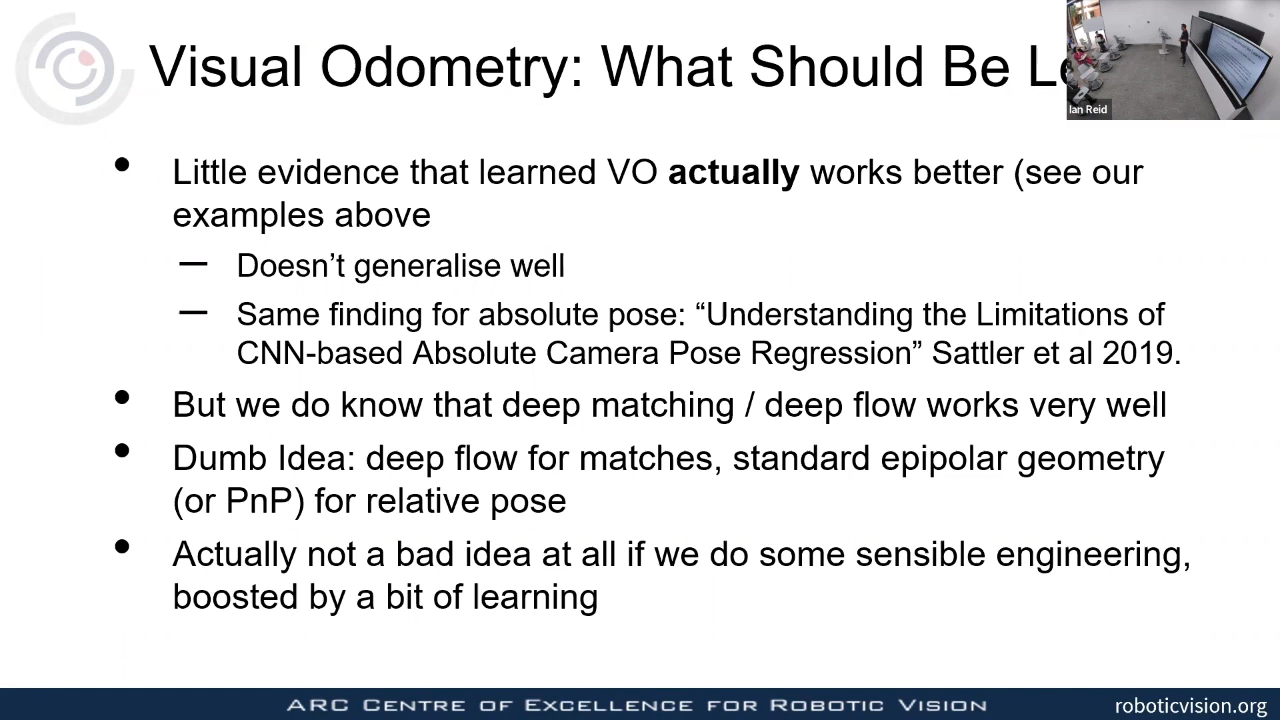 Visual Odometry: What Should Be
Ian Reid
• Little evidence that learned VO actually works better (see our
examples above
— Doesn’t generalise well
— Same finding for absolute pose: “Understanding the Limitations of
CNN-based Absolute Camera Pose Regression” Sattler et al 2019.
• But we do know that deep matching / deep flow works very well
• Dumb Idea: deep flow for matches, standard epipolar geometry
(or PnP) for relative pose
• Actually not a bad idea at all if we do some sensible engineering,
boosted by a bit of learning
ARC Centre of Excellence for Robotic Vision
roboticvision.org